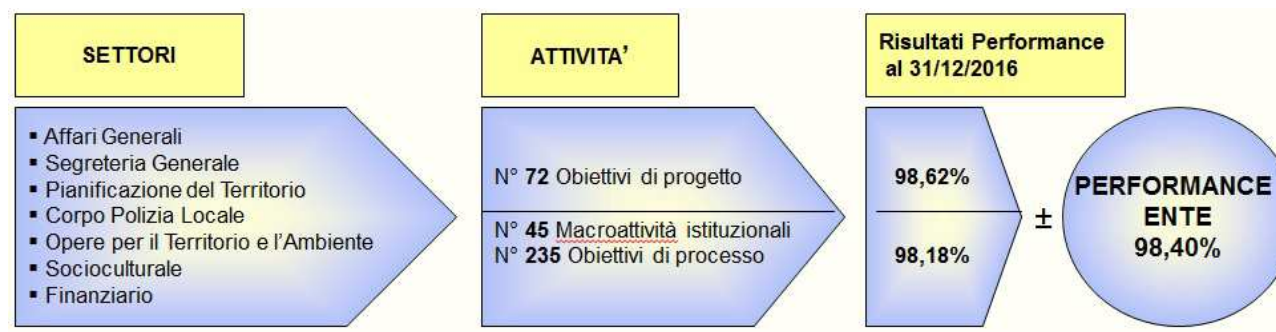 SETTORI
▪ Affari Generali
▪ Segreteria Generale
▪ Pianificazione del Territorio
▪ Corpo Polizia Locale
▪ Opere per il Territorio e l'Ambiente
▪ Socioculturale
▪ Finanziario
ATTIVITA'
N° 72 Obiettivi di progetto
N° 45 Macroattività istituzionali
N° 235 Obiettivi di processo
Risultati Performance
al 31/12/2016
98,62%
98,18%
±
PERFORMANCE
ENTE
98,40%